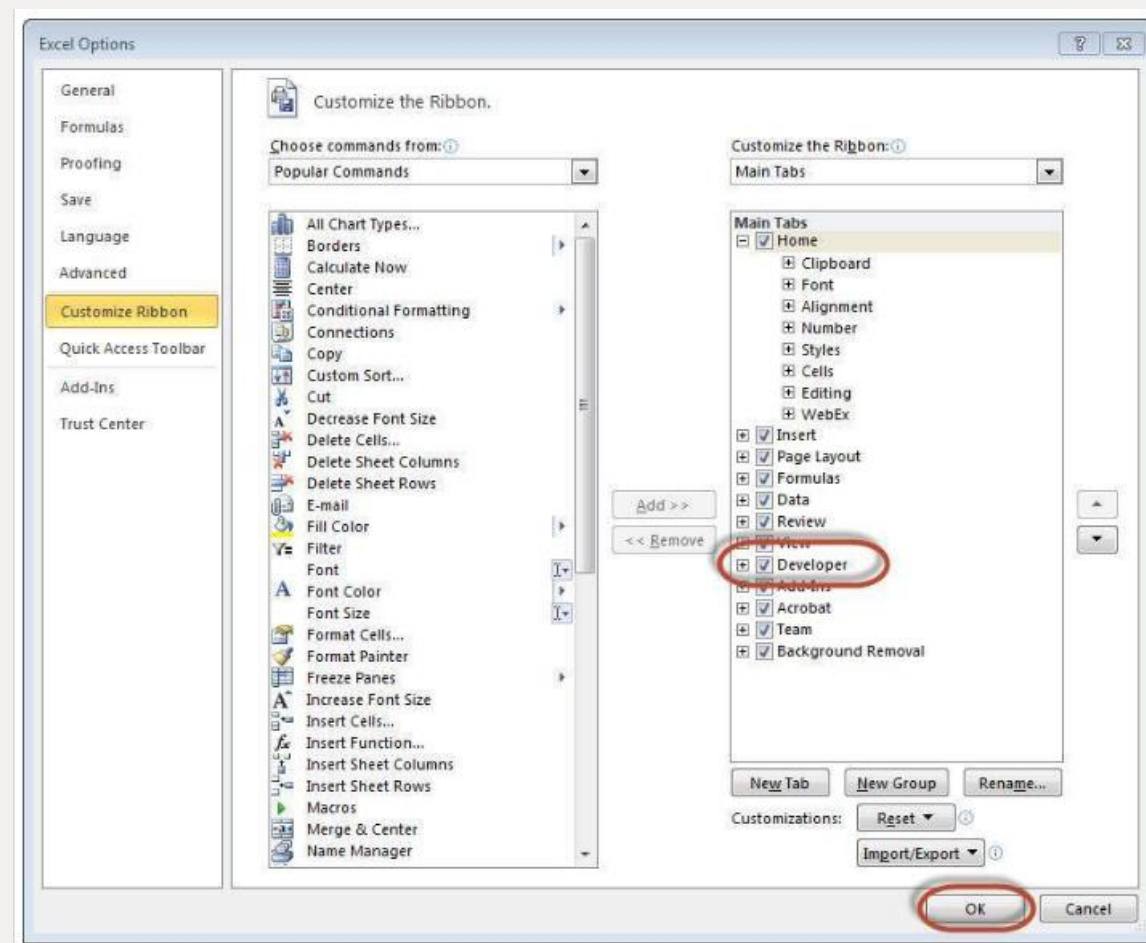 Excel Options
General
Formulas
Proofing
Save
Language
Advanced
Customize Ribbon
Quick Access Toolbar
Add-Ins
Trust Center
Customize the Ribbon.
Choose commands from:
Popular Commands
All Chart Types...
Borders
Calculate Now
Center
Conditional Formatting
Connections
Copy
Custom Sort...
Cut
Decrease Font Size
Delete Cells...
Delete Sheet Columns
Delete Sheet Rows
E-mail
Fill Color
Filter
Font
Font Color
Font Size
Format Cells...
Format Painter
Freeze Panes
Increase Font Size
Insert Cells...
Insert Function...
Insert Sheet Columns
Insert Sheet Rows
Macros
Merge & Center
Name Manager
Add >>
<< Remove
Customize the Ribbon:
Main Tabs
Main Tabs
Home
Clipboard
Font
Alignment
Number
Styles
Cells
Editing
WebEx
Insert
Page Layout
Formulas
Data
Review
View
Developer
Add-Ins
Acrobat
Team
Background Removal
New Tab
New Group
Rename...
Customizations:
Reset
Import/Export
OK
Cancel